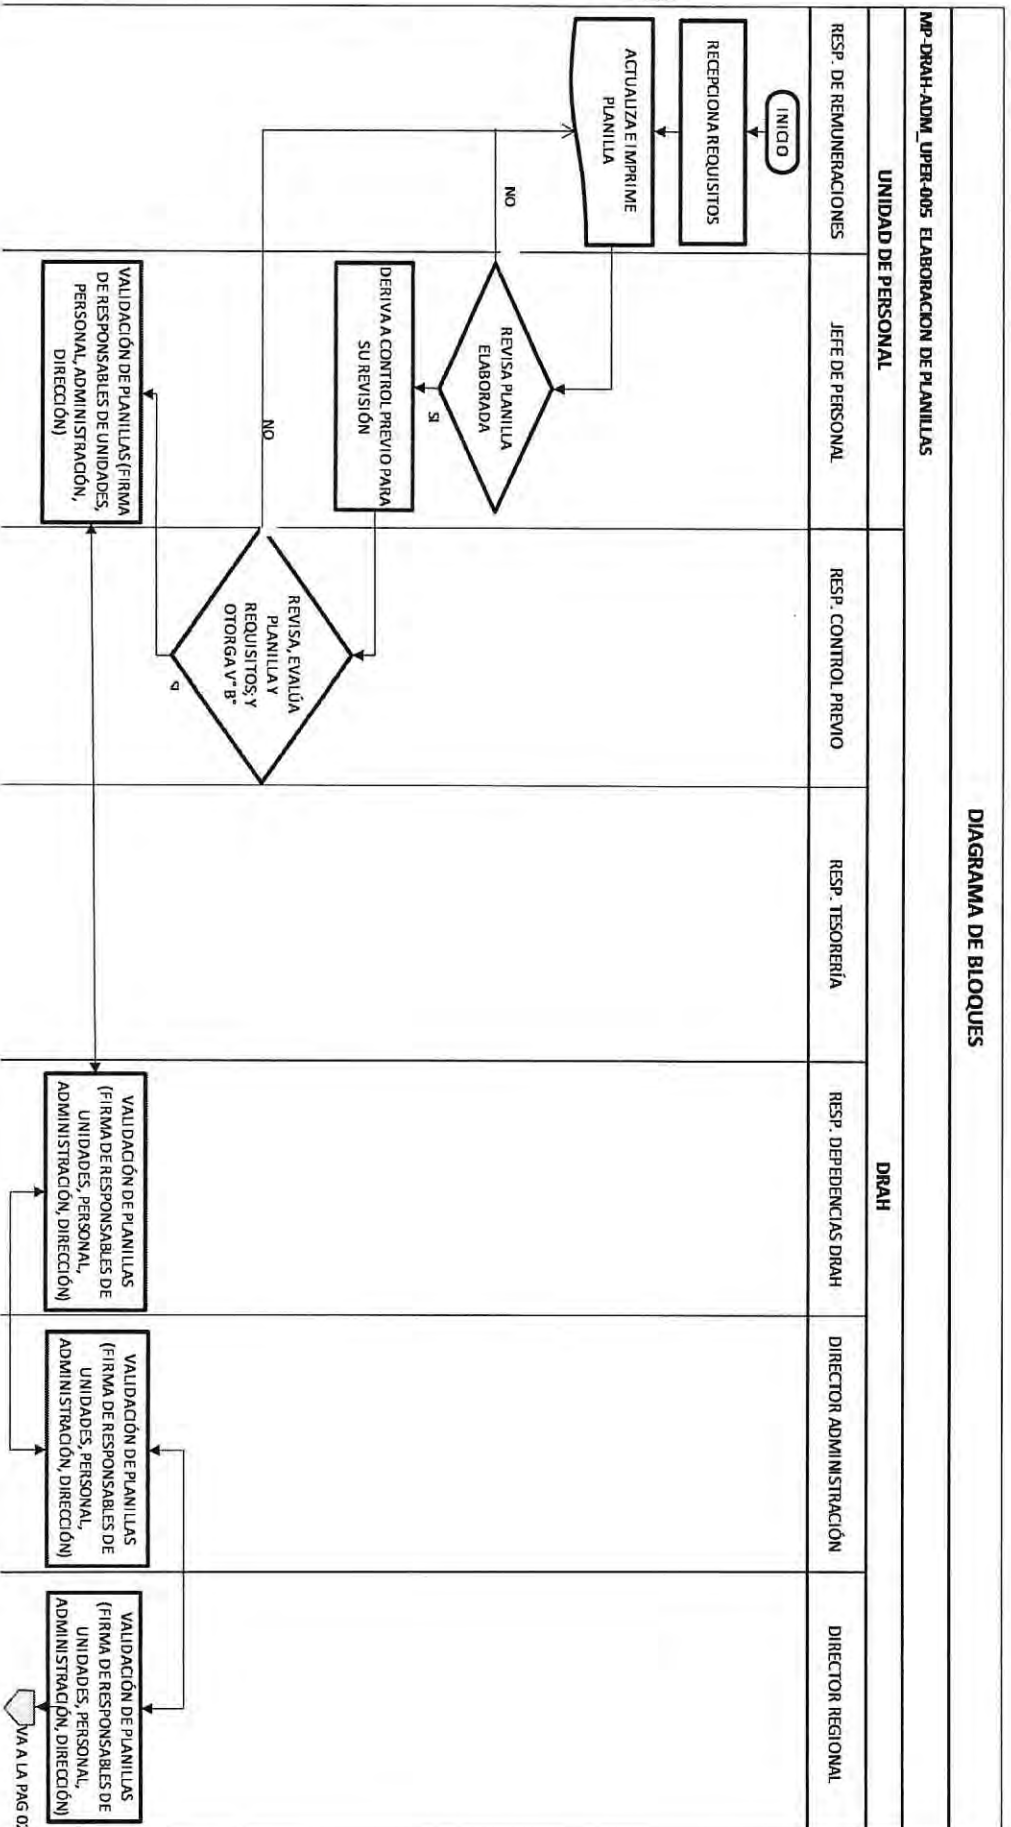 DIAGRAMA DE BLOQUES
MP-DRAH-ADM_UPER-005 ELABORACION DE PLANILLAS
UNIDAD DE PERSONAL
DRAH
RESP. DE REMUNERACIONES
JEFE DE PERSONAL
RESP. CONTROL PREVIO
RESP. TESORERÍA
RESP. DEPEDENCIAS DRAH
DIRECTOR ADMINISTRACIÓN
DIRECTOR REGIONAL
INICIO
RECEPCIONA REQUISITOS
ACTUALIZA E IMPRIME
PLANILLA
NO
REVISA PLANILLA
ELABORADA
SI
DERIVA A CONTROL PREVIO PARA
SU REVISIÓN
NO
REVISA, EVALÚA
PLANILLA Y
REQUISITOS; Y
OTORGA V° B°
VALIDACIÓN DE PLANILLAS (FIRMA
DE RESPONSABLES DE UNIDADES,
PERSONAL, ADMINISTRACIÓN,
DIRECCIÓN)
VALIDACIÓN DE PLANILLAS
(FIRMA DE RESPONSABLES DE
UNIDADES, PERSONAL,
ADMINISTRACIÓN, DIRECCIÓN)
VALIDACIÓN DE PLANILLAS
(FIRMA DE RESPONSABLES DE
UNIDADES, PERSONAL,
ADMINISTRACIÓN, DIRECCIÓN)
VALIDACIÓN DE PLANILLAS
(FIRMA DE RESPONSABLES DE
UNIDADES, PERSONAL,
ADMINISTRACIÓN, DIRECCIÓN)
VA A LA PAG